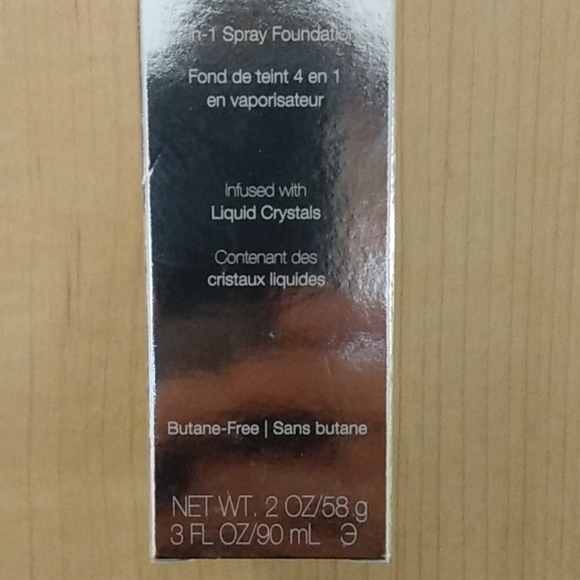 n-1 Spray Foundation
Fond de teint 4 en 1
en vaporisateur
Infused with
Liquid Crystals
Contenant des
cristaux liquides
Butane-Free | Sans butane
NET WT. 2 OZ/58 g
3 FL OZ/90 mL ℮